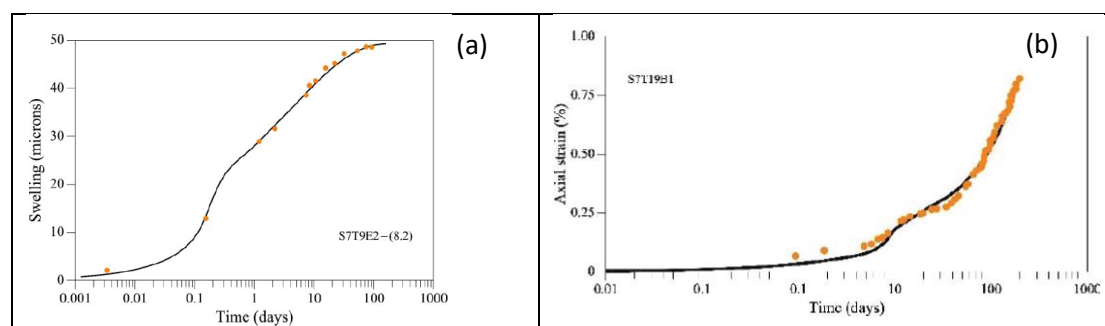 (a)
50
40
30
20
10
0
Swelling (microns)
S7T9E2−(8.2)
0.001 0.01 0.1 1 10 100 1000
Time (days)
(b)
1.00
0.75
0.50
0.25
0
Axial strain (%)
S7T19B1
0.01 0.1 0.1 10 100 1000
Time (days)